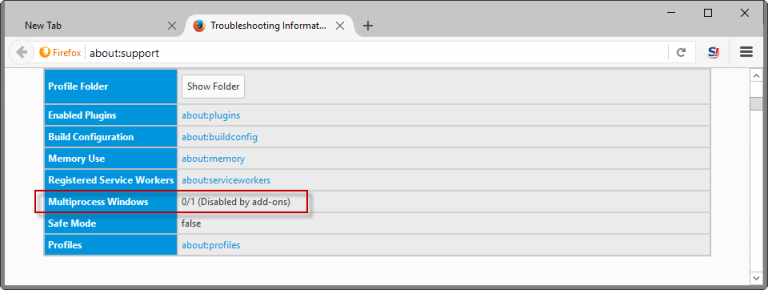 New Tab
Troubleshooting Informat...
Firefox about:support
S!
Profile Folder Show Folder
Enabled Plugins about:plugins
Build Configuration about:buildconfig
Memory Use about:memory
Registered Service Workers about:serviceworkers
Multiprocess Windows 0/1 (Disabled by add-ons)
Safe Mode false
Profiles about:profiles